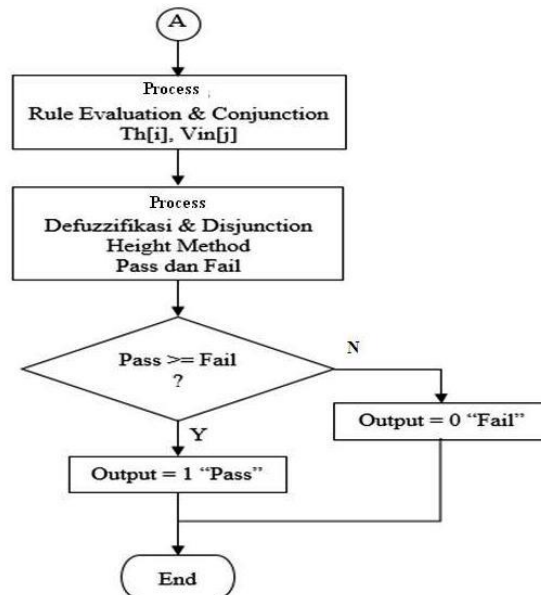 A
Process
Rule Evaluation & Conjunction
Th[i], Vin[j]
Process
Defuzzifikasi & Disjunction
Height Method
Pass dan Fail
Pass >= Fail
?
N
Y
Output = 0 “Fail”
Output = 1 “Pass”
End